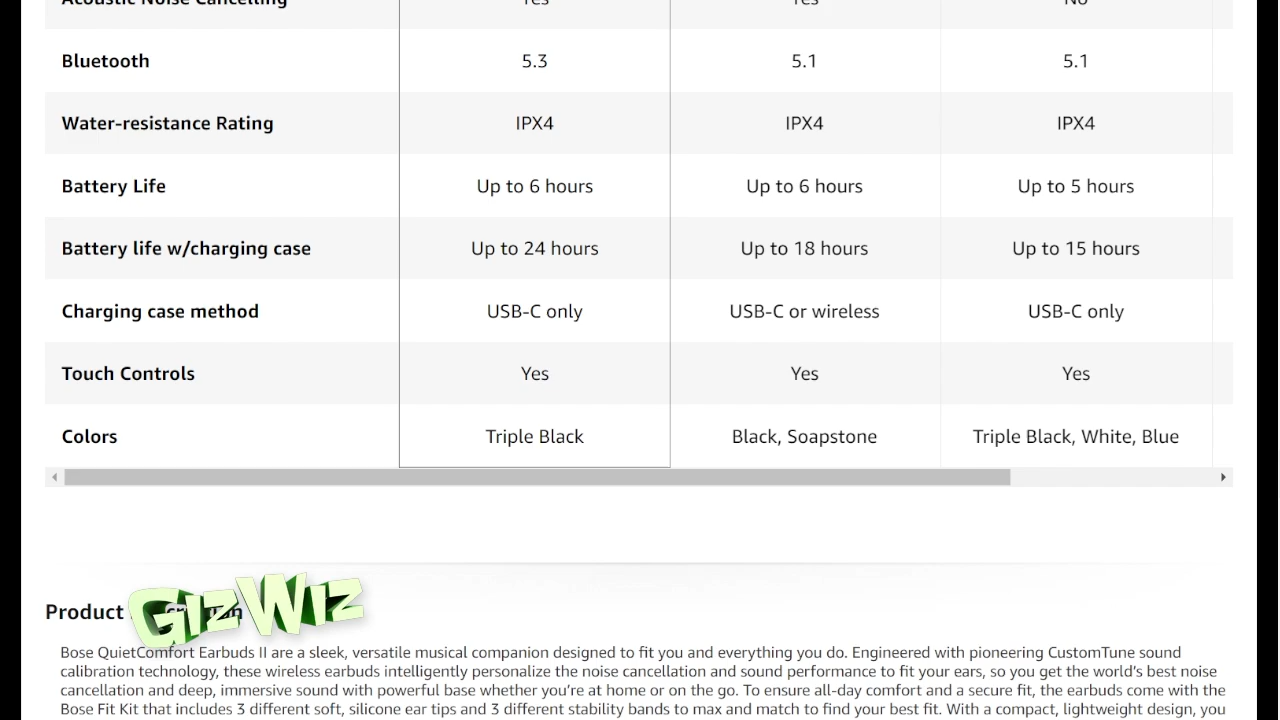 Acoustic Noise Cancelling Yes Yes No
Bluetooth 5.3 5.1 5.1
Water-resistance Rating IPX4 IPX4 IPX4
Battery Life Up to 6 hours Up to 6 hours Up to 5 hours
Battery life w/charging case Up to 24 hours Up to 18 hours Up to 15 hours
Charging case method USB-C only USB-C or wireless USB-C only
Touch Controls Yes Yes Yes
Colors Triple Black Black, Soapstone Triple Black, White, Blue
Product
GizWiz
Bose QuietComfort Earbuds II are a sleek, versatile musical companion designed to fit you and everything you do. Engineered with pioneering CustomTune sound
calibration technology, these wireless earbuds intelligently personalize the noise cancellation and sound performance to fit your ears, so you get the world's best noise
cancellation and deep, immersive sound with powerful base whether you're at home or on the go. To ensure all-day comfort and a secure fit, the earbuds come with the
Bose Fit Kit that includes 3 different soft, silicone ear tips and 3 different stability bands to max and match to find your best fit. With a compact, lightweight design, you